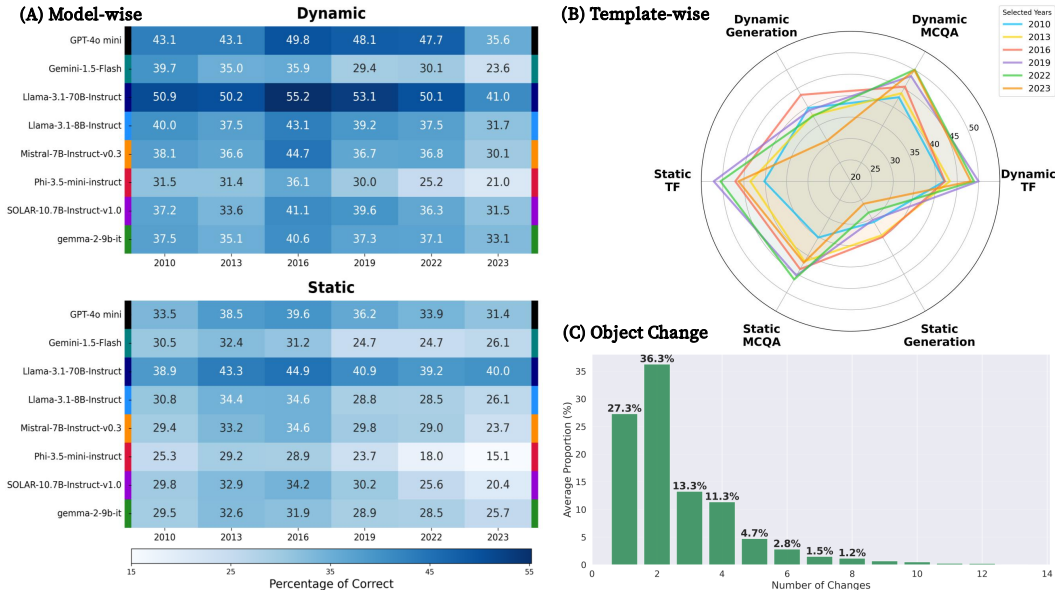 (A) Model-wise
Dynamic
GPT-4o mini 43.1 43.1 49.8 48.1 47.7 35.6
Gemini-1.5-Flash 39.7 35.0 35.9 29.4 30.1 23.6
Llama-3.1-70B-Instruct 50.9 50.2 55.2 53.1 50.1 41.0
Llama-3.1-8B-Instruct 40.0 37.5 43.1 39.2 37.5 31.7
Mistral-7B-Instruct-v0.3 38.1 36.6 44.7 36.7 36.8 30.1
Phi-3.5-mini-instruct 31.5 31.4 36.1 30.0 25.2 21.0
SOLAR-10.7B-Instruct-v1.0 37.2 33.6 41.1 39.6 36.3 31.5
gemma-2-9b-it 37.5 35.1 40.6 37.3 37.1 33.1
2010 2013 2016 2019 2022 2023
Static
GPT-4o mini 33.5 38.5 39.6 36.2 33.9 31.4
Gemini-1.5-Flash 30.5 32.4 31.2 24.7 24.7 26.1
Llama-3.1-70B-Instruct 38.9 43.3 44.9 40.9 39.2 40.0
Llama-3.1-8B-Instruct 30.8 34.4 34.6 28.8 28.5 26.1
Mistral-7B-Instruct-v0.3 29.4 33.2 34.6 29.8 29.0 23.7
Phi-3.5-mini-instruct 25.3 29.2 28.9 23.7 18.0 15.1
SOLAR-10.7B-Instruct-v1.0 29.8 32.9 34.2 30.2 25.6 20.4
gemma-2-9b-it 29.5 32.6 31.9 28.9 28.5 25.7
2010 2013 2016 2019 2022 2023
15 25 35 45 55
Percentage of Correct
(B) Template-wise
Dynamic
Generation
Dynamic
MCQA
Selected Years
2010
2013
2016
2019
2022
2023
Static
TF
20 25 30 35 40 45 50
Dynamic
TF
Static
MCQA
Static
Generation
(C) Object Change
Average Proportion (%)
35
30
25
20
15
10
5
0
27.3%
36.3%
13.3%
11.3%
4.7%
2.8%
1.5%
1.2%
0 2 4 6 8 10 12 14
Number of Changes